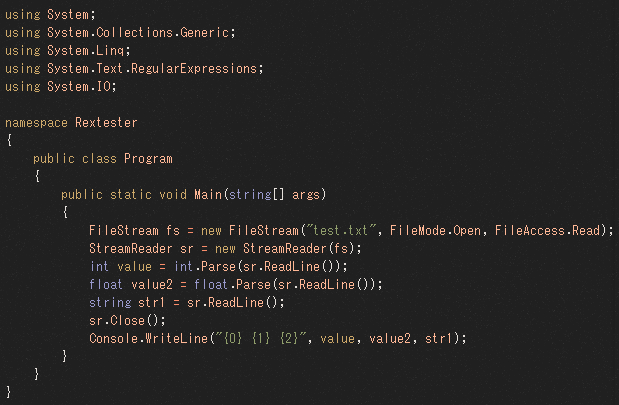 using System;
using System.Collections.Generic;
using System.Linq;
using System.Text.RegularExpressions;
using System.IO;

namespace Rextester
{
    public class Program
    {
        public static void Main(string[] args)
        {
            FileStream fs = new FileStream("test.txt", FileMode.Open, FileAccess.Read);
            StreamReader sr = new StreamReader(fs);
            int value = int.Parse(sr.ReadLine());
            float value2 = float.Parse(sr.ReadLine());
            string str1 = sr.ReadLine();
            sr.Close();
            Console.WriteLine("{0} {1} {2}", value, value2, str1);
        }
    }
}